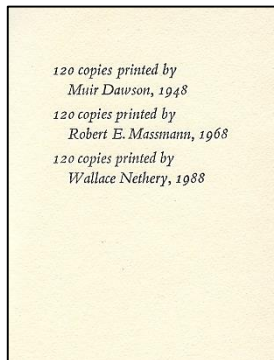 120 copies printed by
Muir Dawson, 1948
120 copies printed by
Robert E. Massmann, 1968
120 copies printed by
Wallace Nethery, 1988